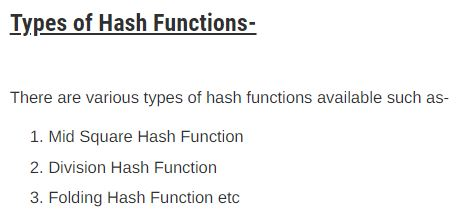 Types of Hash Functions-
There are various types of hash functions available such as-
1. Mid Square Hash Function
2. Division Hash Function
3. Folding Hash Function etc